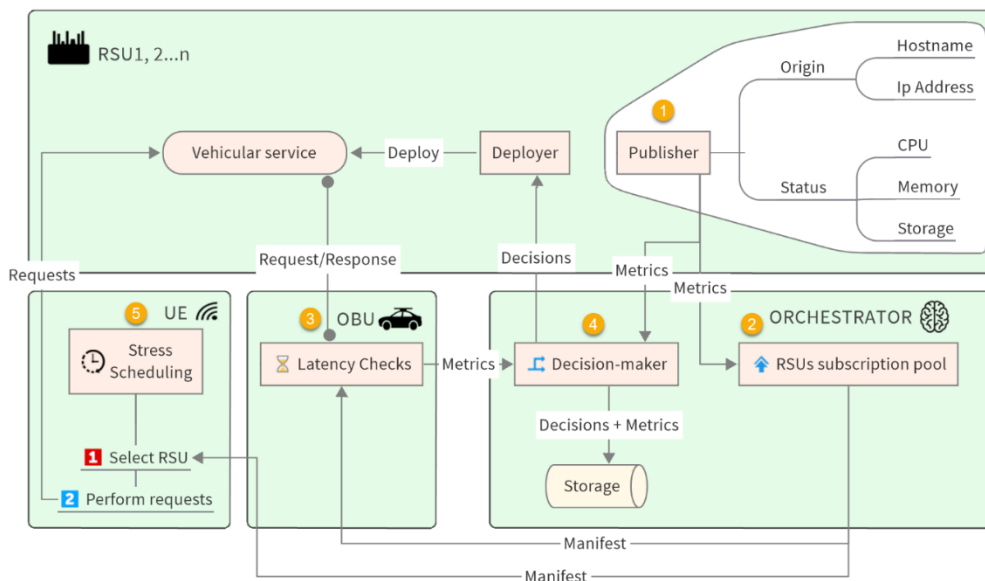 RSU1, 2...n
Hostname
Origin
Ip Address
1
Publisher
Vehicular service
Deploy
Deployer
CPU
Status
Memory
Storage
Requests
Request/Response
Decisions
Metrics
Metrics
5
UE
Stress
Scheduling
1 Select RSU
2 Perform requests
3
OBU
Latency Checks
Metrics
4
Decision-maker
Decisions + Metrics
Storage
2
ORCHESTRATOR
RSUs subscription pool
Manifest
Manifest